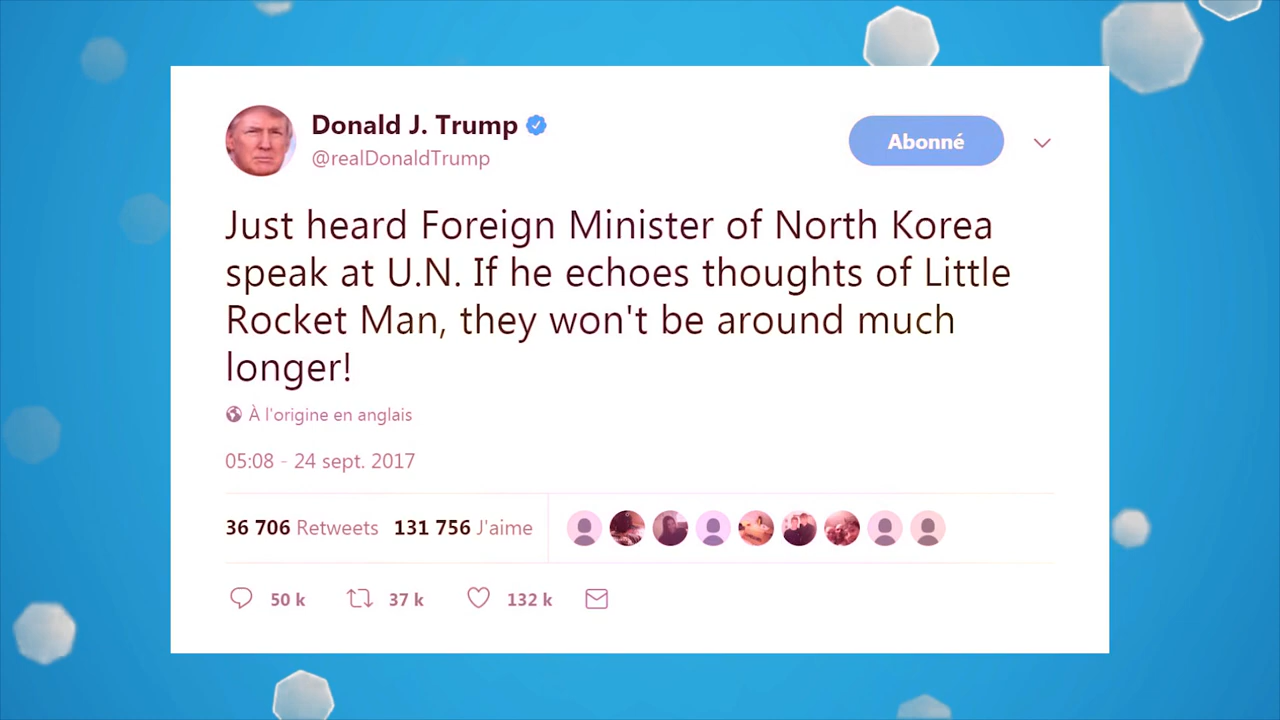 Donald J. Trump
@realDonaldTrump
Abonné
Just heard Foreign Minister of North Korea
speak at U.N. If he echoes thoughts of Little
Rocket Man, they won't be around much
longer!
À l'origine en anglais
05:08 - 24 sept. 2017
36 706 Retweets 131 756 J'aime
50 k 37 k 132 k